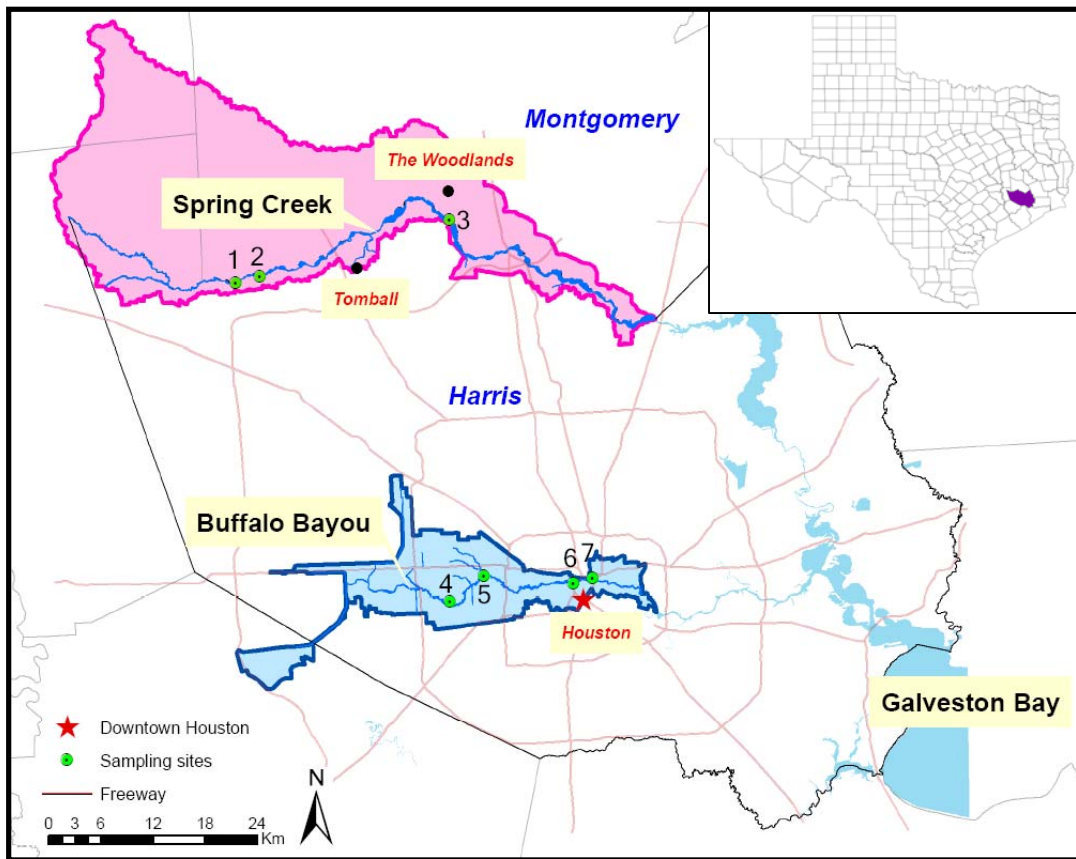 Montgomery
The Woodlands
Spring Creek
3
1
2
Tomball
Harris
Buffalo Bayou
6
7
4
5
Houston
Galveston Bay
Downtown Houston
Sampling sites
Freeway
N
0 3 6 12 18 24
Km